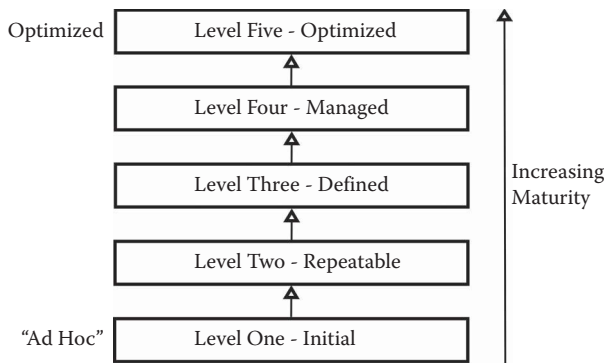 Optimized
Level Five - Optimized
Level Four - Managed
Level Three - Defined
Increasing
Maturity
Level Two - Repeatable
“Ad Hoc”
Level One - Initial